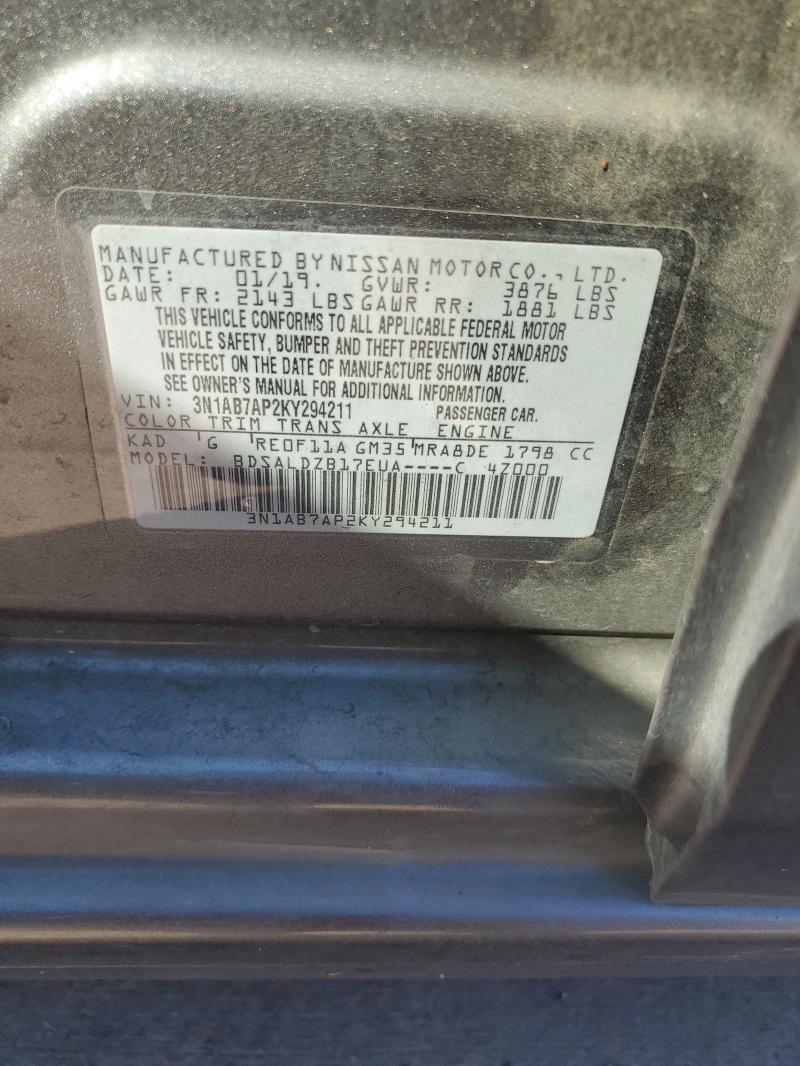 MANUFACTURED BY NISSAN MOTOR CO., LTD.
DATE: 01/19. GVWR: 3876 LBS
GAWR FR: 2143 LBS GAWR RR: 1881 LBS
THIS VEHICLE CONFORMS TO ALL APPLICABLE FEDERAL MOTOR
VEHICLE SAFETY, BUMPER AND THEFT PREVENTION STANDARDS
IN EFFECT ON THE DATE OF MANUFACTURE SHOWN ABOVE.
SEE OWNER'S MANUAL FOR ADDITIONAL INFORMATION.
VIN: 3N1AB7AP2KY294211 PASSENGER CAR.
COLOR TRIM TRANS AXLE ENGINE
KAD G RE0F11A GM35 MRA8DE 1798 CC
MODEL: BDSALDZB17EUA----C 4Z000
3N1AB7AP2KY294211